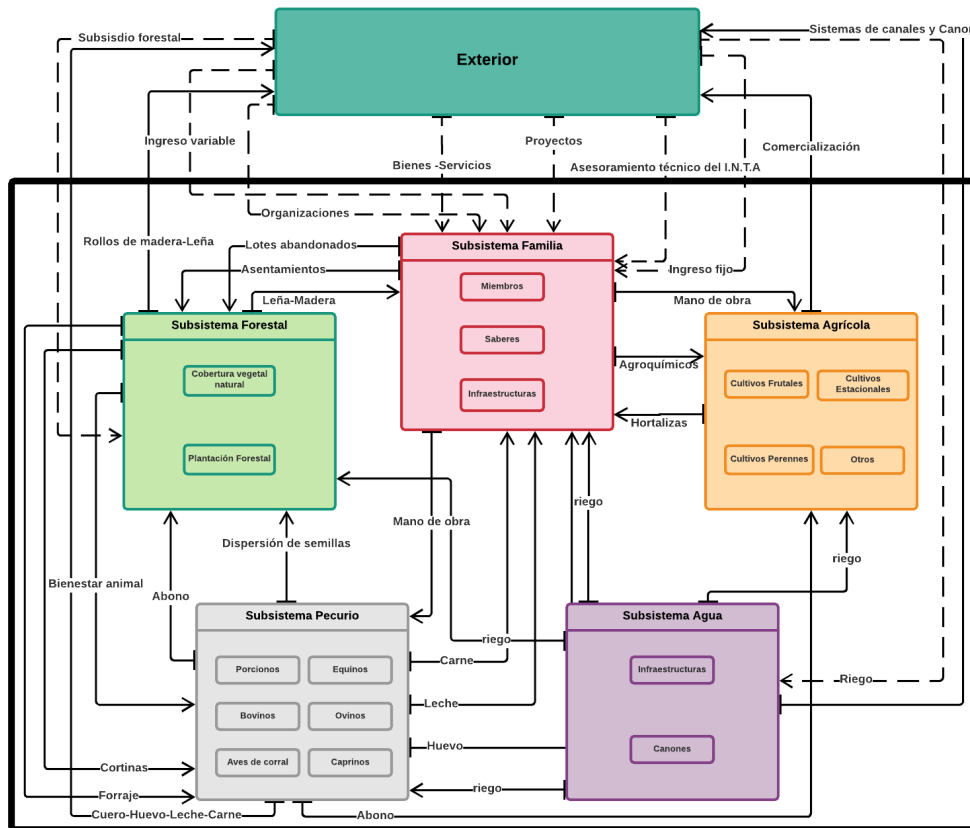 Subsisdio forestal
Exterior
Sistemas de canales y Canon
Ingreso variable
Bienes -Servicios
Proyectos
Comercialización
Asesoramiento técnico del I.N.T.A
Organizaciones
Rollos de madera-Leña
Lotes abandonados
Subsistema Familia
Asentamientos
Ingreso fijo
Miembros
Leña-Madera
Mano de obra
Subsistema Forestal
Subsistema Agrícola
Saberes
Agroquímicos
Cobertura vegetal
natural
Cultivos Frutales
Cultivos
Estacionales
Infraestructuras
Hortalizas
Plantación Forestal
Cultivos Perennes
Otros
riego
Mano de obra
Dispersión de semillas
riego
Bienestar animal
Abono
Subsistema Pecurio
Subsistema Agua
riego
Carne
Porcionos
Equinos
Infraestructuras
Riego
Leche
Bovinos
Ovinos
Huevo
Canones
Aves de corral
Caprinos
Cortinas
riego
Forraje
Cuero-Huevo-Leche-Carne
Abono